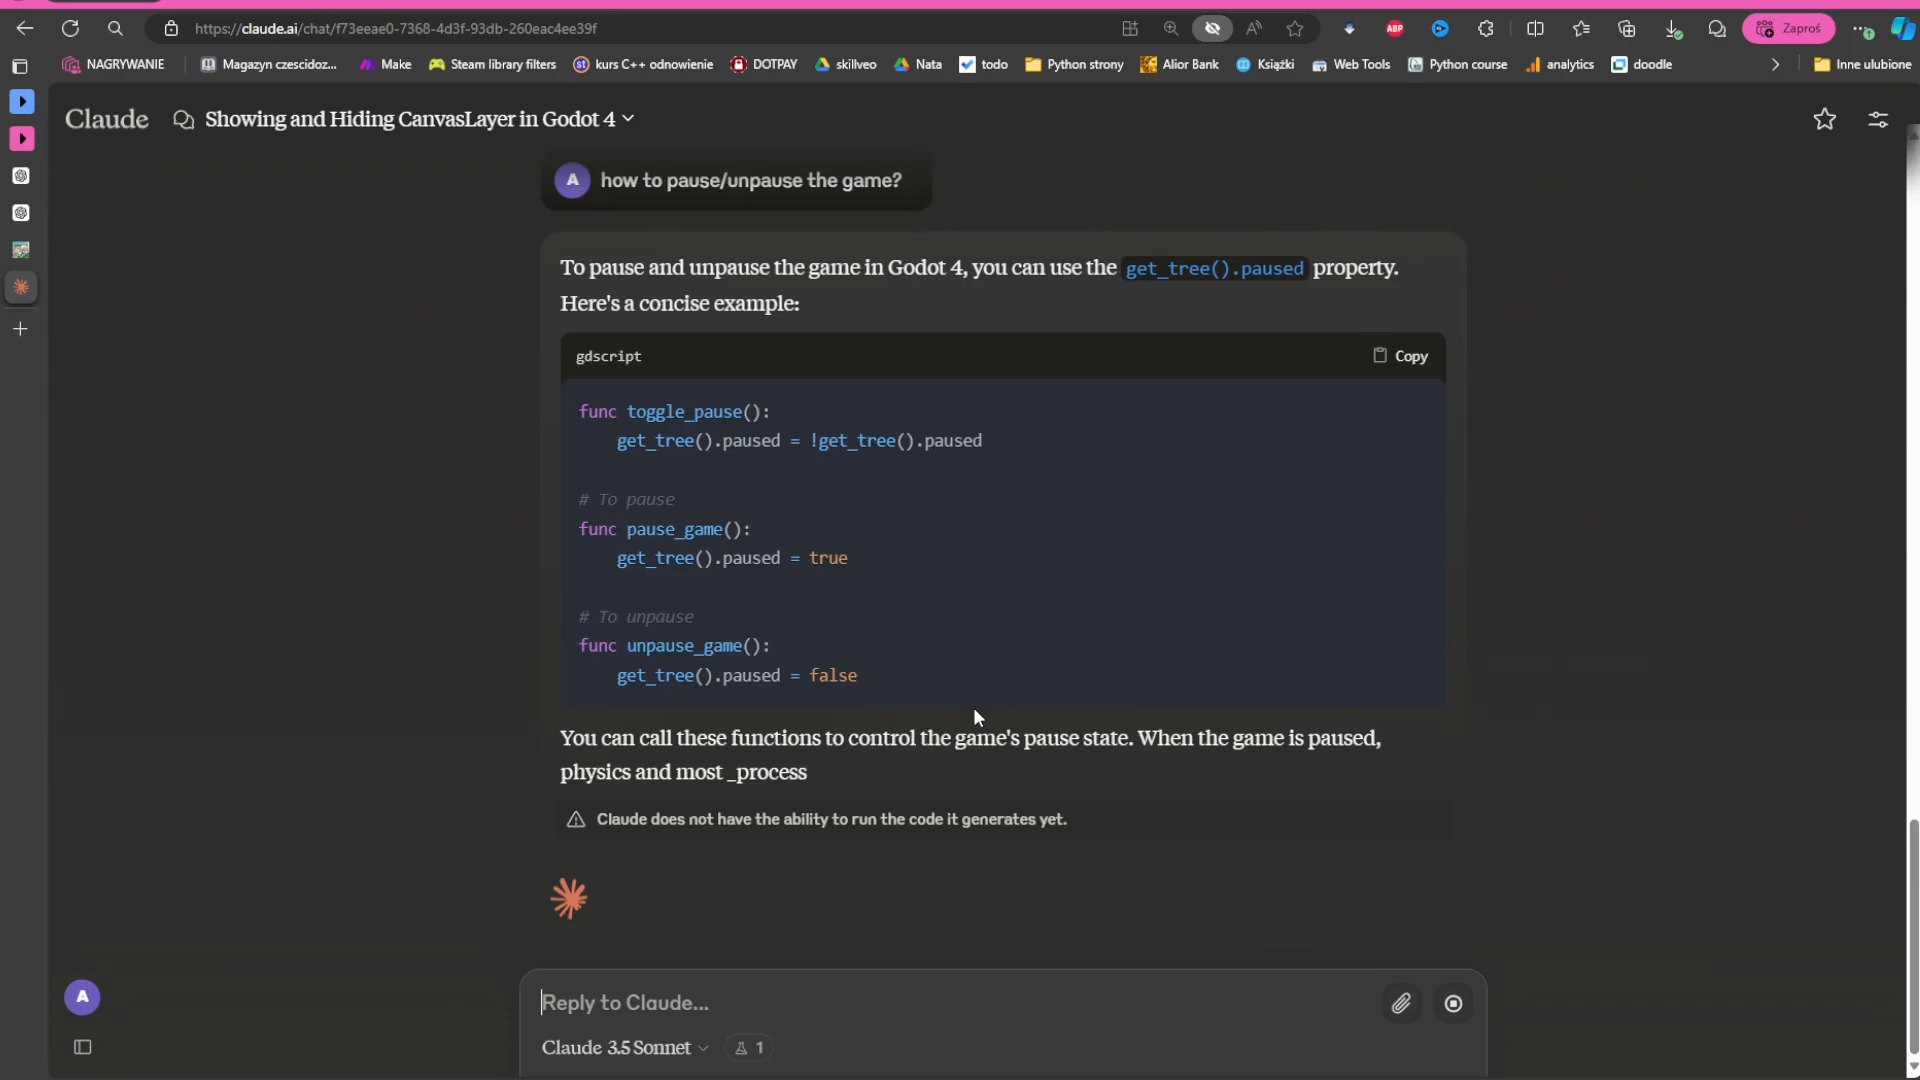 https://claude.ai/chat/f73eeae0-7368-4d3f-93db-260eac4ee39f
ABP
Zaproś
NAGRYWANIE
Magazyn czescidoz...
Make
Steam library filters
kurs C++ odnowienie
DOTPAY
skillveo
Nata
todo
Python strony
Alior Bank
Książki
Web Tools
Python course
analytics
doodle
Inne ulubione
Claude
Showing and Hiding CanvasLayer in Godot 4
A
how to pause/unpause the game?
To pause and unpause the game in Godot 4, you can use the get_tree().paused property.
Here's a concise example:
gdscript
Copy
func toggle_pause():
    get_tree().paused = !get_tree().paused
# To pause
func pause_game():
    get_tree().paused = true
# To unpause
func unpause_game():
    get_tree().paused = false
You can call these functions to control the game's pause state. When the game is paused,
physics and most _process
Claude does not have the ability to run the code it generates yet.
A
Reply to Claude...
Claude 3.5 Sonnet
1